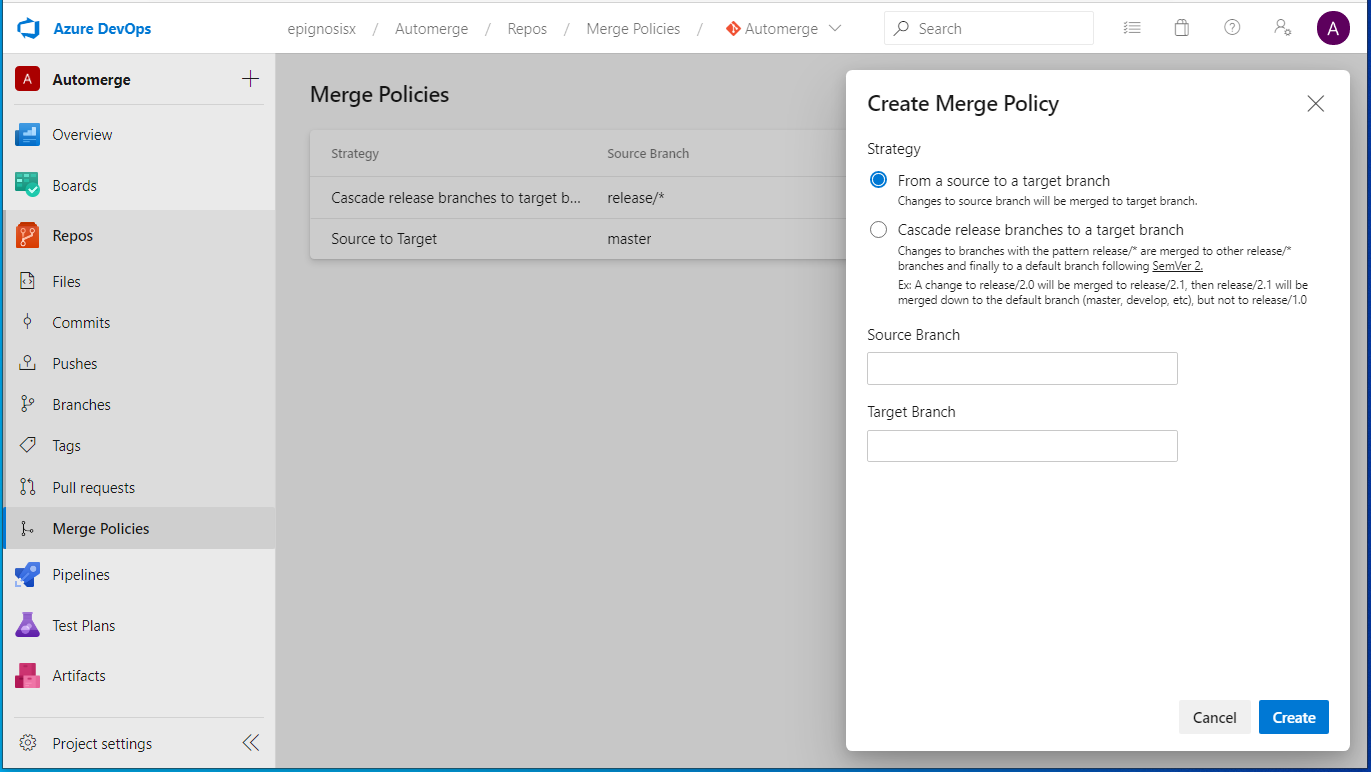 Azure DevOps
epignosisx / Automerge / Repos / Merge Policies / Automerge
Search
A
A
Automerge
Overview
Boards
Repos
Files
Commits
Pushes
Branches
Tags
Pull requests
Merge Policies
Pipelines
Test Plans
Artifacts
Project settings
Merge Policies
Strategy Source Branch
Cascade release branches to target b... release/*
Source to Target master
Create Merge Policy
Strategy
From a source to a target branch
Changes to source branch will be merged to target branch.
Cascade release branches to a target branch
Changes to branches with the pattern release/* are merged to other release/*
branches and finally to a default branch following SemVer 2.
Ex: A change to release/2.0 will be merged to release/2.1, then release/2.1 will be
merged down to the default branch (master, develop, etc), but not to release/1.0
Source Branch
Target Branch
Cancel Create